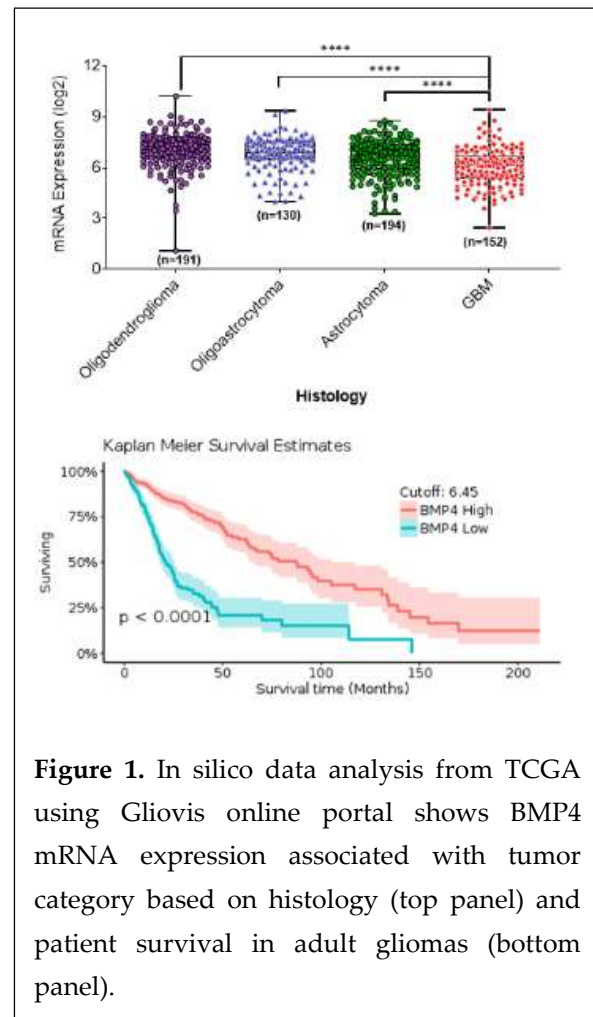 ****
****
****
mRNA Expression (log2)
12
9
6
3
0
(n=191)
(n=130)
(n=194)
(n=152)
Oligodendroglioma
Oligoastrocytoma
Astrocytoma
GBM
Histology
Kaplan Meier Survival Estimates
Surviving
100%
75%
50%
25%
0%
Cutoff: 6.45
BMP4 High
BMP4 Low
p < 0.0001
0
50
100
150
200
Survival time (Months)
Figure 1. In silico data analysis from TCGA
using Gliovis online portal shows BMP4
mRNA expression associated with tumor
category based on histology (top panel) and
patient survival in adult gliomas (bottom
panel).